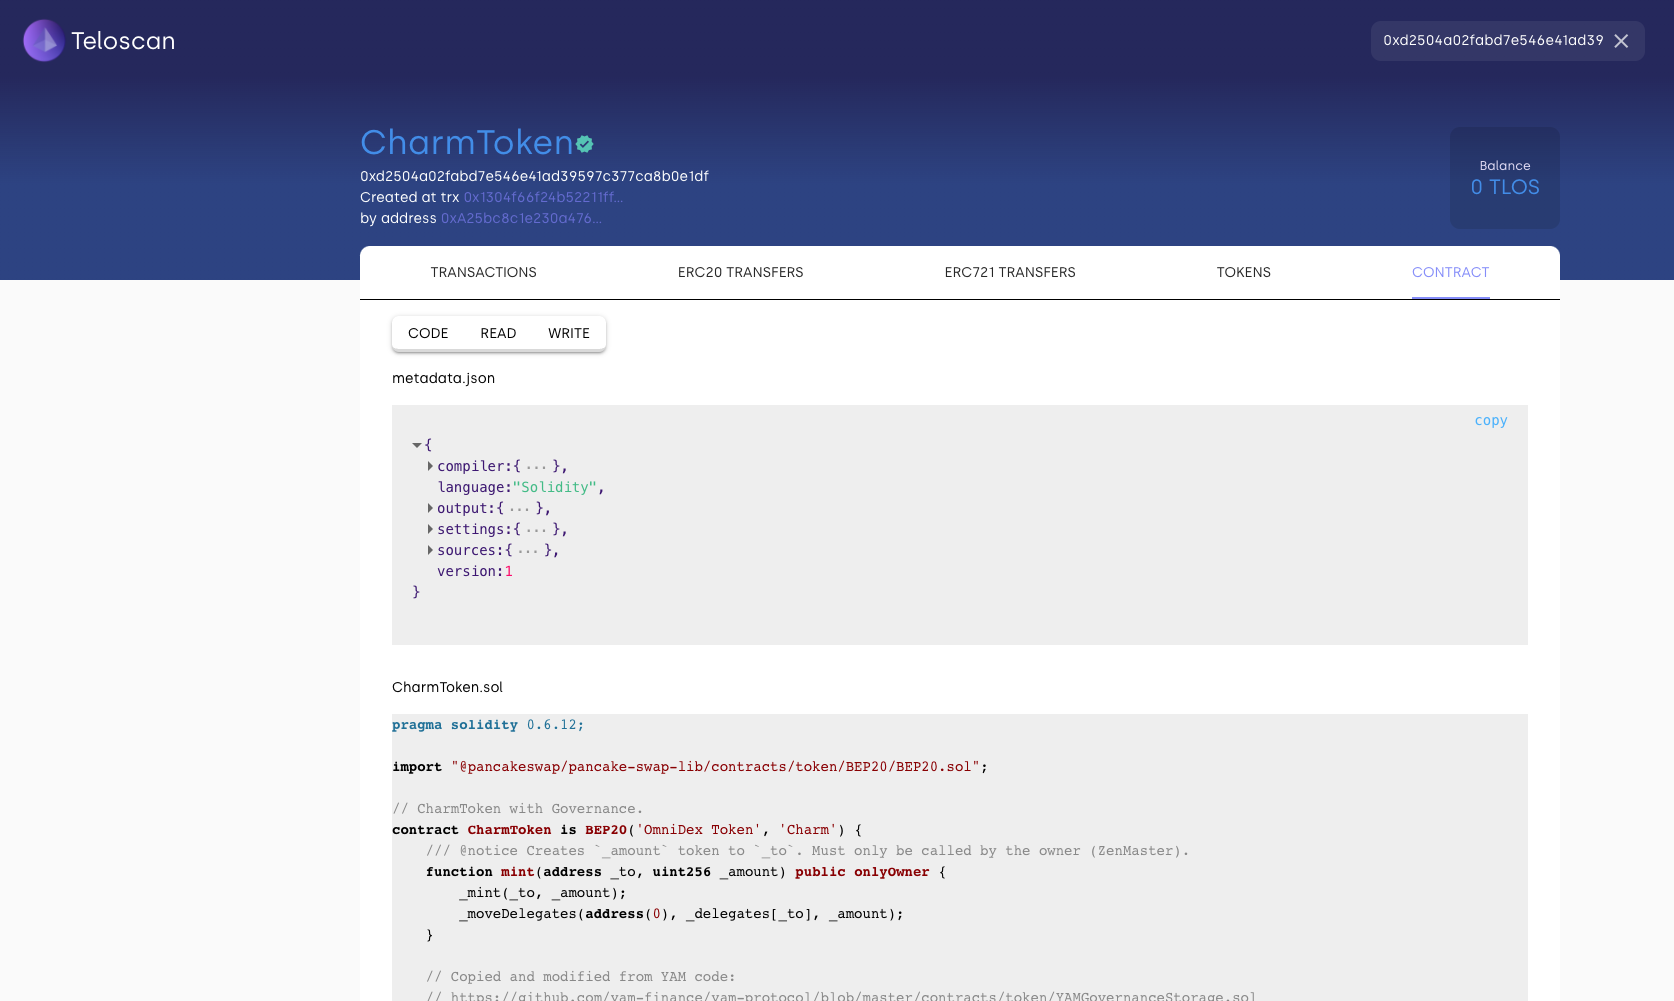 Teloscan
0xd2504a02fabd7e546e41ad39
CharmToken
0xd2504a02fabd7e546e41ad39597c377ca8b0e1df
Created at trx 0x1304f66f24b52211ff...
by address 0xA25bc8c1e230a476...
Balance
0 TLOS
TRANSACTIONS ERC20 TRANSFERS ERC721 TRANSFERS TOKENS CONTRACT
CODE READ WRITE
metadata.json
copy
{
compiler:{ ... },
language:"Solidity",
output:{ ... },
settings:{ ... },
sources:{ ... },
version:1
}
CharmToken.sol
pragma solidity 0.6.12;
import "@pancakeswap/pancake-swap-lib/contracts/token/BEP20/BEP20.sol";
// CharmToken with Governance.
contract CharmToken is BEP20('OmniDex Token', 'Charm') {
/// @notice Creates `_amount` token to `_to`. Must only be called by the owner (ZenMaster).
function mint(address _to, uint256 _amount) public onlyOwner {
_mint(_to, _amount);
_moveDelegates(address(0), _delegates[_to], _amount);
}
// Copied and modified from YAM code:
// https://github.com/yam-finance/yam-protocol/blob/master/contracts/token/YAMGovernanceStorage.sol